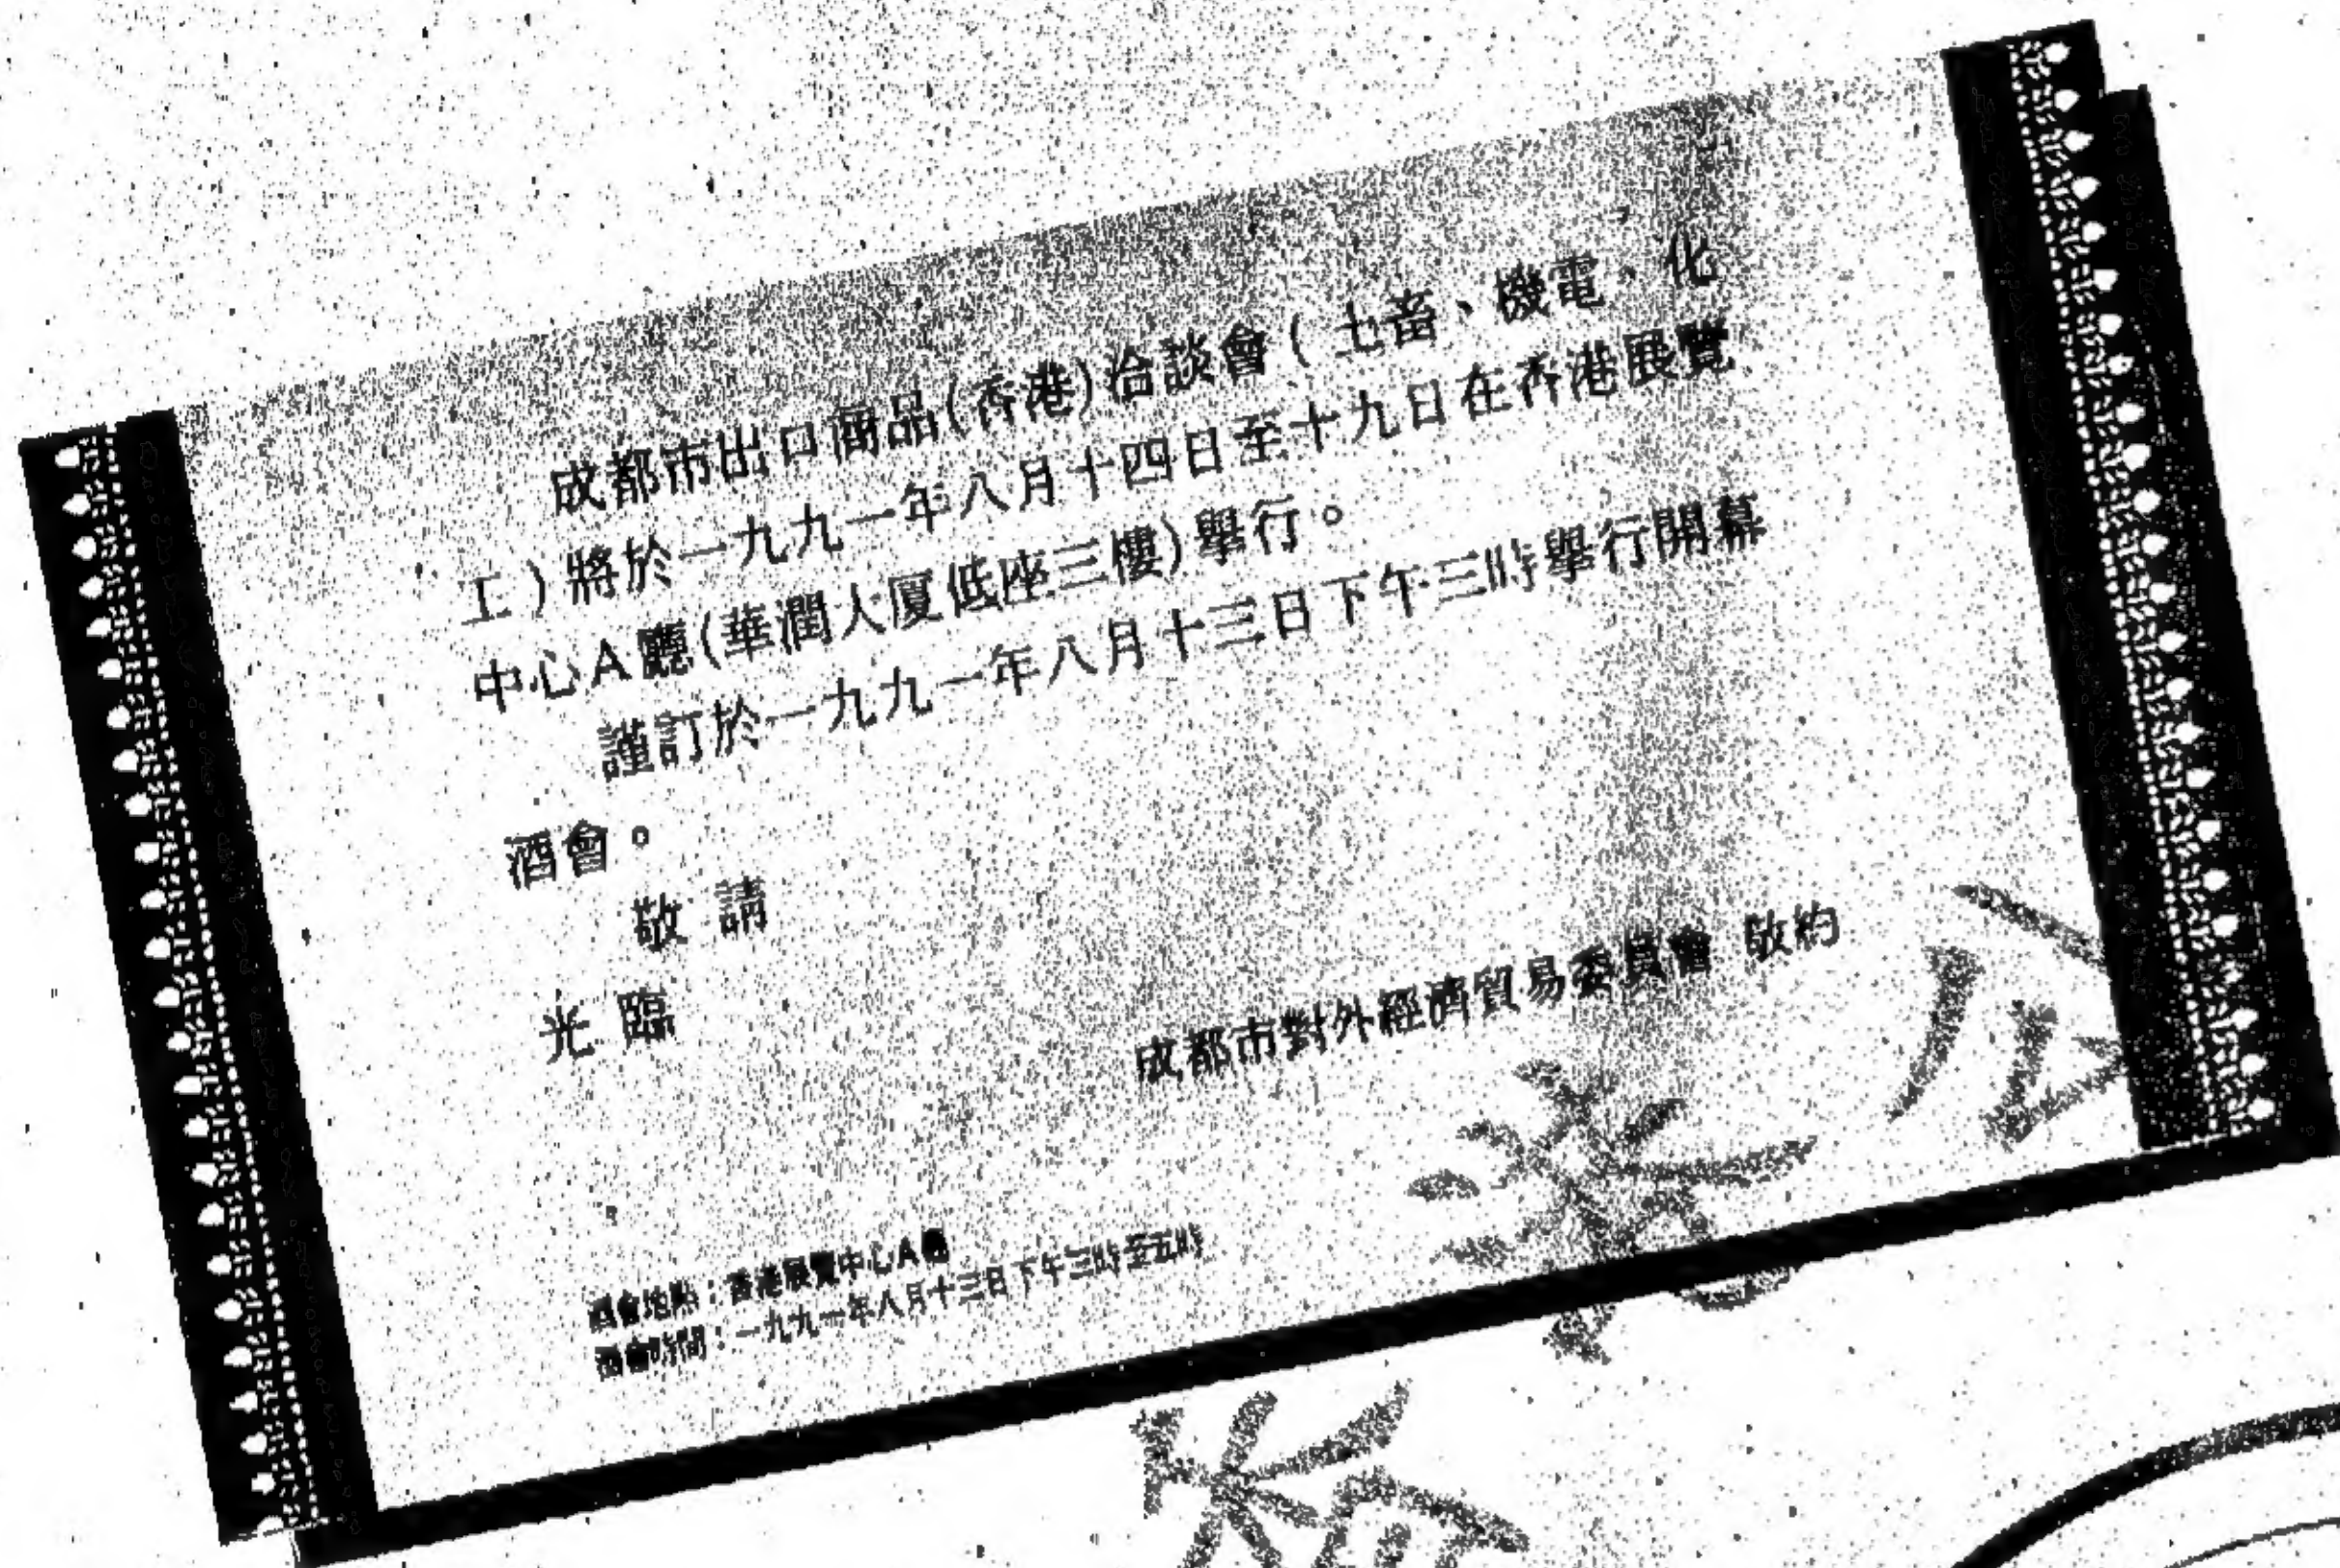 成都市出口商品(香港)洽談會(土畜、機電、化
工)將於一九九一年八月十四日至十九日在香港展覽
中心A廳(華潤大廈低座三樓)舉行。
謹訂於一九九一年八月十三日下午三時舉行開幕
酒會。
敬請
光臨
成都市對外經濟貿易委員會 敬約
酒會地點：香港展覽中心A廳
酒會時間：一九九一年八月十三日下午三時至五時